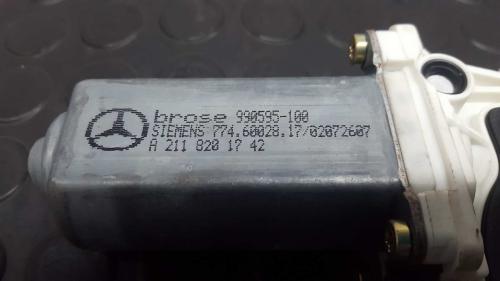 brose 990595-100
SIEMENS 774.60028.17/02072607
A 211 820 17 42